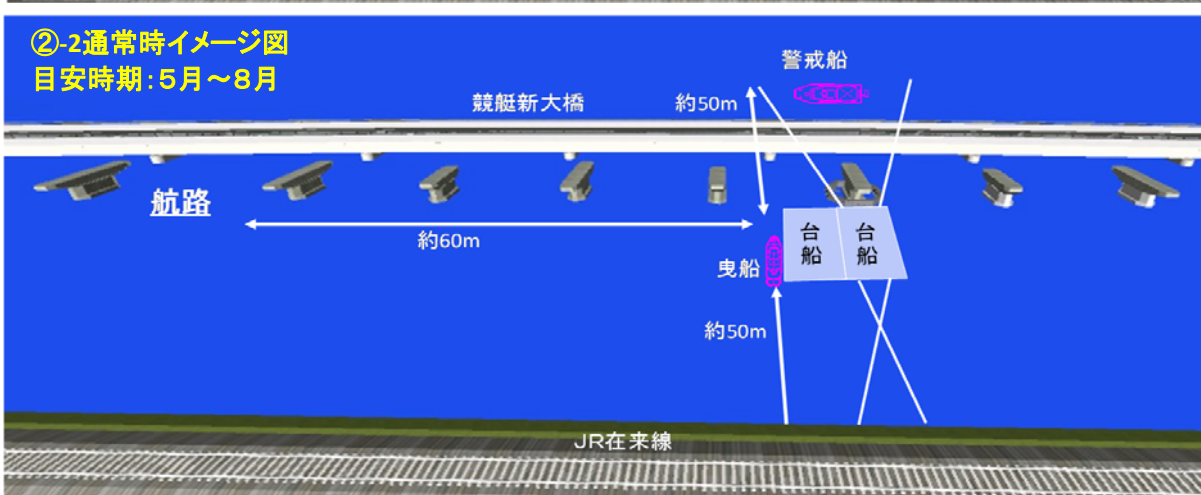 ②-2通常時イメージ図
目安時期：５月～８月
警戒船
競艇新大橋
約50m
航路
約60m
台船
台船
曳船
約50m
JR在来線